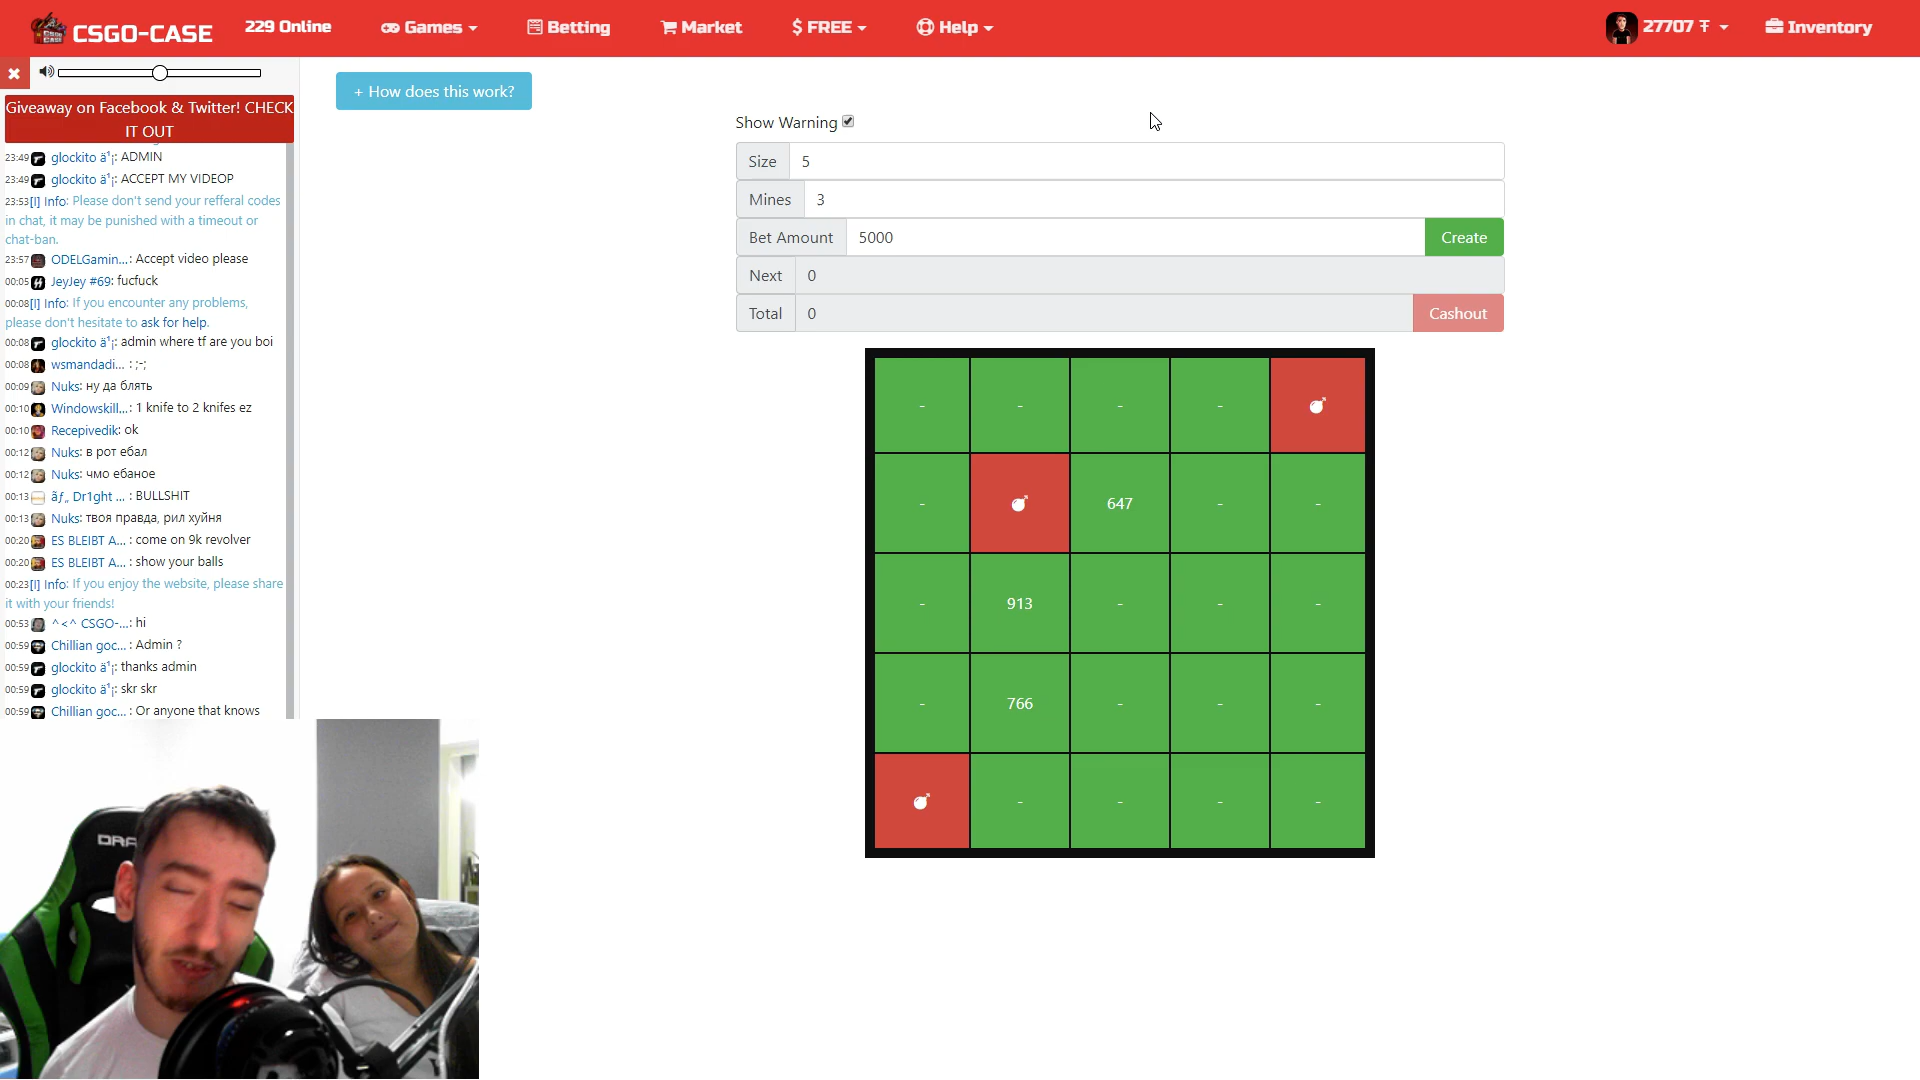 CSGO-CASE 229 Online Games Betting Market $ FREE Help 27707 Ŧ Inventory
Giveaway on Facebook & Twitter! CHECK
IT OUT
23:49 glockito ä¹¡: ADMIN
23:49 glockito ä¹¡: ACCEPT MY VIDEOP
23:53[I] Info: Please don't send your refferal codes
in chat, it may be punished with a timeout or
chat-ban.
23:57 ODELGamin...: Accept video please
00:05 JeyJey #69: fucfuck
00:08[I] Info: If you encounter any problems,
please don't hesitate to ask for help.
00:08 glockito ä¹¡: admin where tf are you boi
00:08 wsmandadi... : ;-;
00:09 Nuks: ну да блять
00:10 Windowskill...: 1 knife to 2 knifes ez
00:10 Recepivedik: ok
00:12 Nuks: в рот ебал
00:12 Nuks: чмо ебаное
00:13 ãƒ„ Dr1ght ... : BULLSHIT
00:13 Nuks: твоя правда, рил хуйня
00:20 ES BLEIBT A... : come on 9k revolver
00:20 ES BLEIBT A... : show your balls
00:23[I] Info: If you enjoy the website, please share
it with your friends!
00:53 ^<^ CSGO-...: hi
00:59 Chillian goc... : Admin ?
00:59 glockito ä¹¡: thanks admin
00:59 glockito ä¹¡: skr skr
00:59 Chillian goc... : Or anyone that knows
+ How does this work?
Show Warning
Size 5
Mines 3
Bet Amount 5000 Create
Next 0
Total 0 Cashout
- - - -
- 647 - -
- 913 - - -
- 766 - - -
- - - -